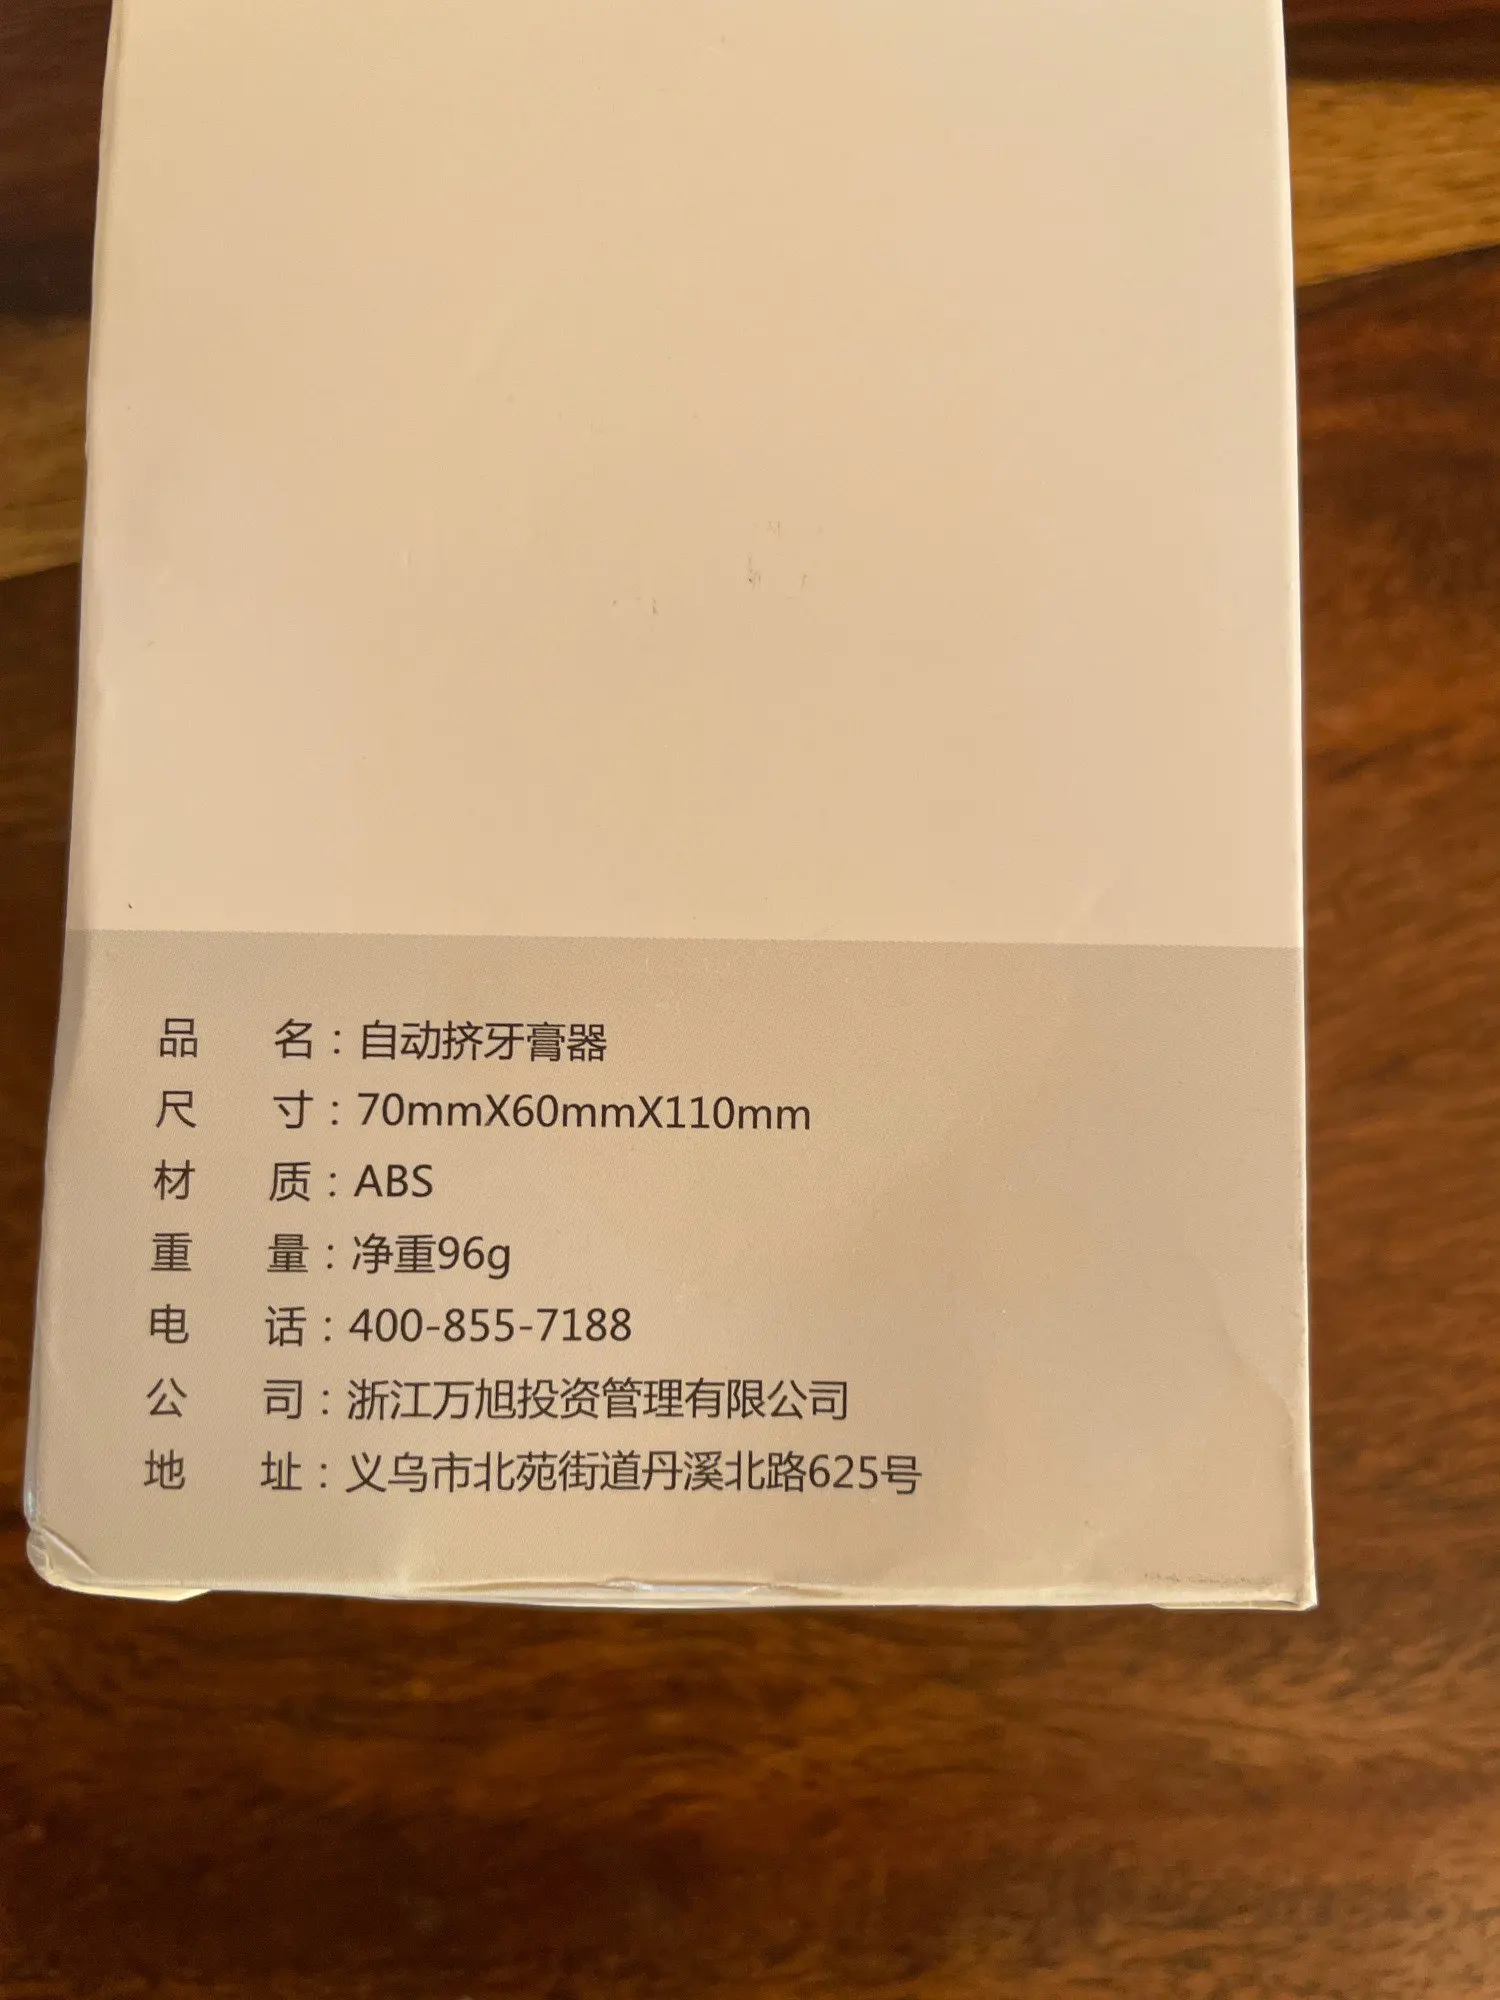 品 名：自动挤牙膏器
尺 寸：70mmX60mmX110mm
材 质：ABS
重 量：净重96g
电 话：400-855-7188
公 司：浙江万旭投资管理有限公司
地 址：义乌市北苑街道丹溪北路625号